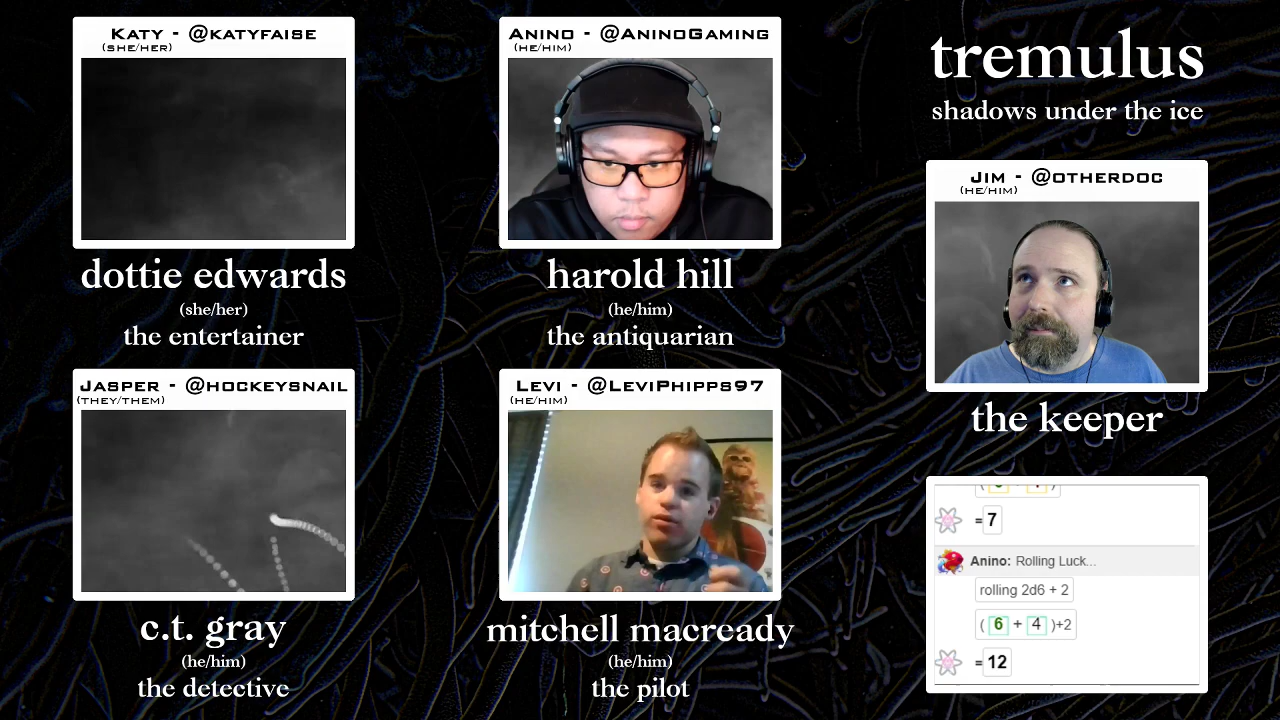 Katy - @katyfaise
(she/her)
dottie edwards
(she/her)
the entertainer
Anino - @AninoGaming
(he/him)
harold hill
(he/him)
the antiquarian
tremulus
shadows under the ice
Jim - @otherdoc
(he/him)
the keeper
Jasper - @hockeysnail
(they/them)
c.t. gray
(he/him)
the detective
Levi - @LeviPhipps97
(he/him)
mitchell macready
(he/him)
the pilot
=7
Anino: Rolling Luck...
rolling 2d6 + 2
( 6 + 4 )+2
=12